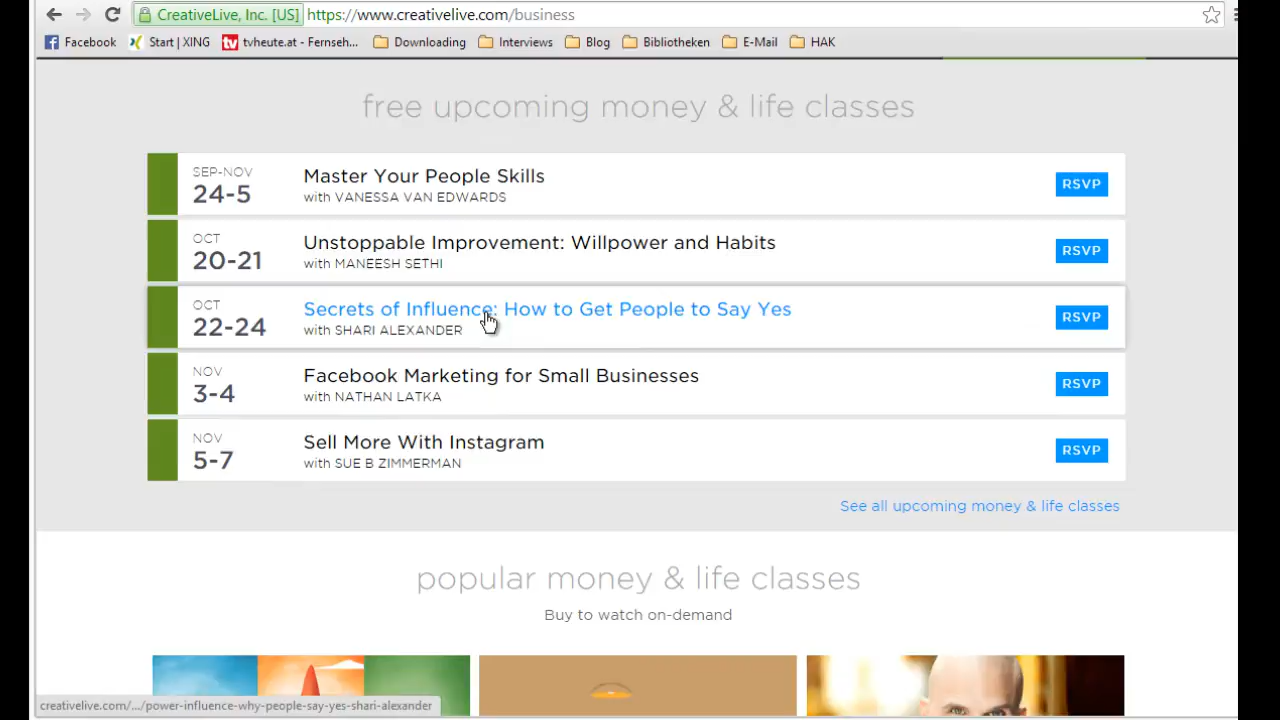 CreativeLive, Inc. [US] https://www.creativelive.com/business
Facebook Start | XING tvheute.at - Fernseh... Downloading Interviews Blog Bibliotheken E-Mail HAK
free upcoming money & life classes
SEP-NOV
24-5
Master Your People Skills
with VANESSA VAN EDWARDS
RSVP
OCT
20-21
Unstoppable Improvement: Willpower and Habits
with MANEESH SETHI
RSVP
OCT
22-24
Secrets of Influence: How to Get People to Say Yes
with SHARI ALEXANDER
RSVP
NOV
3-4
Facebook Marketing for Small Businesses
with NATHAN LATKA
RSVP
NOV
5-7
Sell More With Instagram
with SUE B ZIMMERMAN
RSVP
See all upcoming money & life classes
popular money & life classes
Buy to watch on-demand
creativelive.com/.../power-influence-why-people-say-yes-shari-alexander